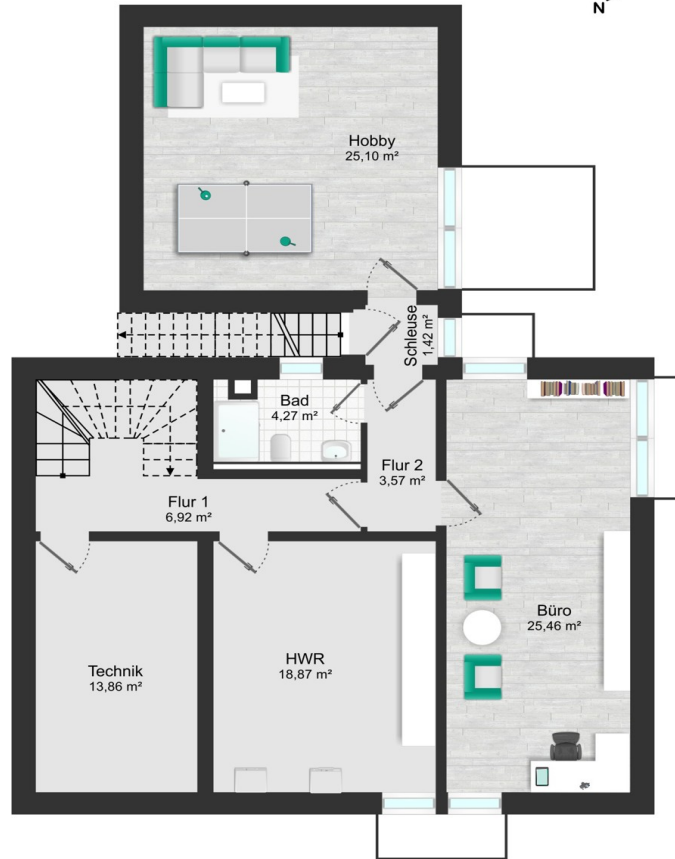 N
Hobby
25,10 m²
Schleuse
1,42 m²
Bad
4,27 m²
Flur 2
3,57 m²
Flur 1
6,92 m²
Büro
25,46 m²
HWR
18,87 m²
Technik
13,86 m²